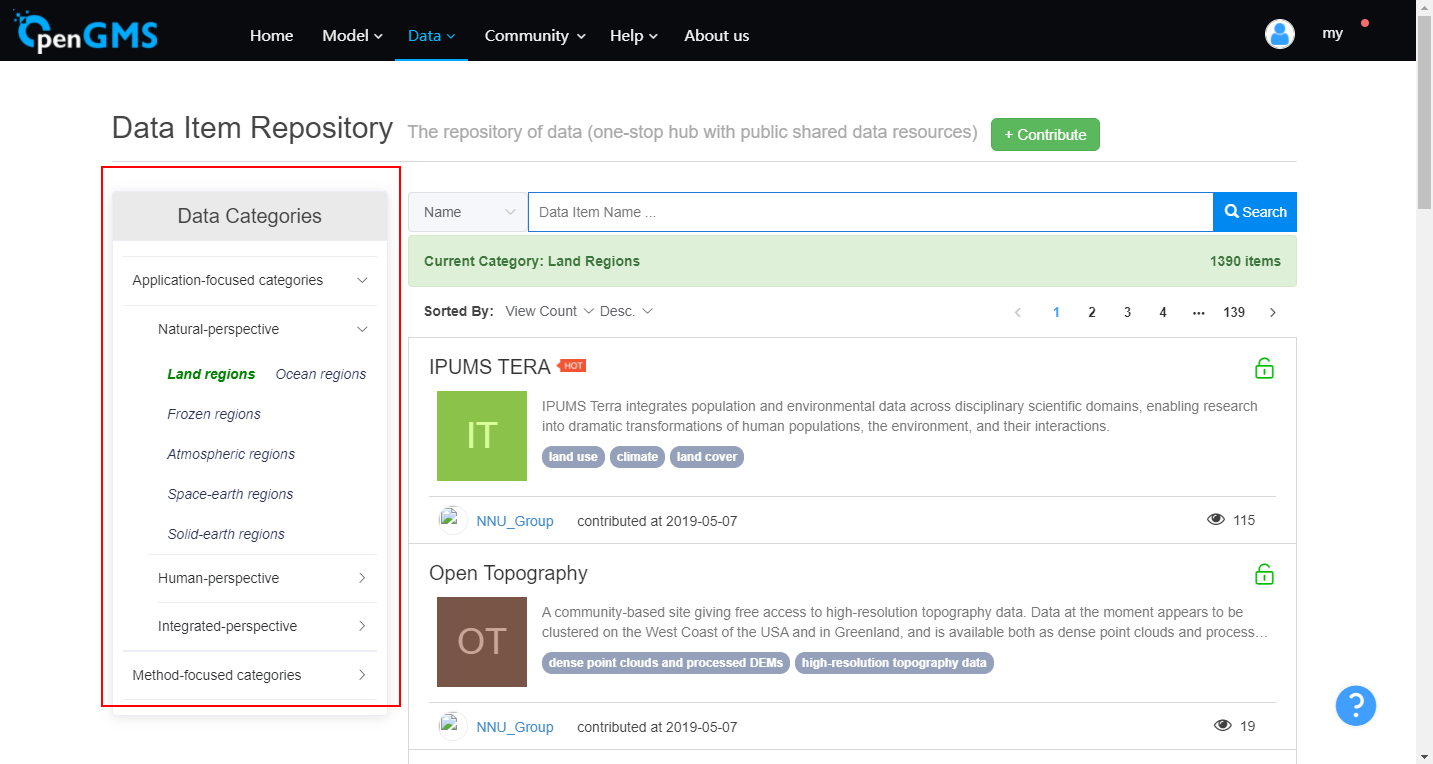 OpenGMS
Home Model Data Community Help About us my
Data Item Repository The repository of data (one-stop hub with public shared data resources) + Contribute
Data Categories
Application-focused categories
Natural-perspective
Land regions Ocean regions
Frozen regions
Atmospheric regions
Space-earth regions
Solid-earth regions
Human-perspective
Integrated-perspective
Method-focused categories
Name Data Item Name ... Search
Current Category: Land Regions 1390 items
Sorted By: View Count Desc. 1 2 3 4 ••• 139
IPUMS TERA HOT
IT
IPUMS Terra integrates population and environmental data across disciplinary scientific domains, enabling research
into dramatic transformations of human populations, the environment, and their interactions.
land use climate land cover
NNU_Group contributed at 2019-05-07 115
Open Topography
OT
A community-based site giving free access to high-resolution topography data. Data at the moment appears to be
clustered on the West Coast of the USA and in Greenland, and is available both as dense point clouds and process…
dense point clouds and processed DEMs high-resolution topography data
NNU_Group contributed at 2019-05-07 19
?